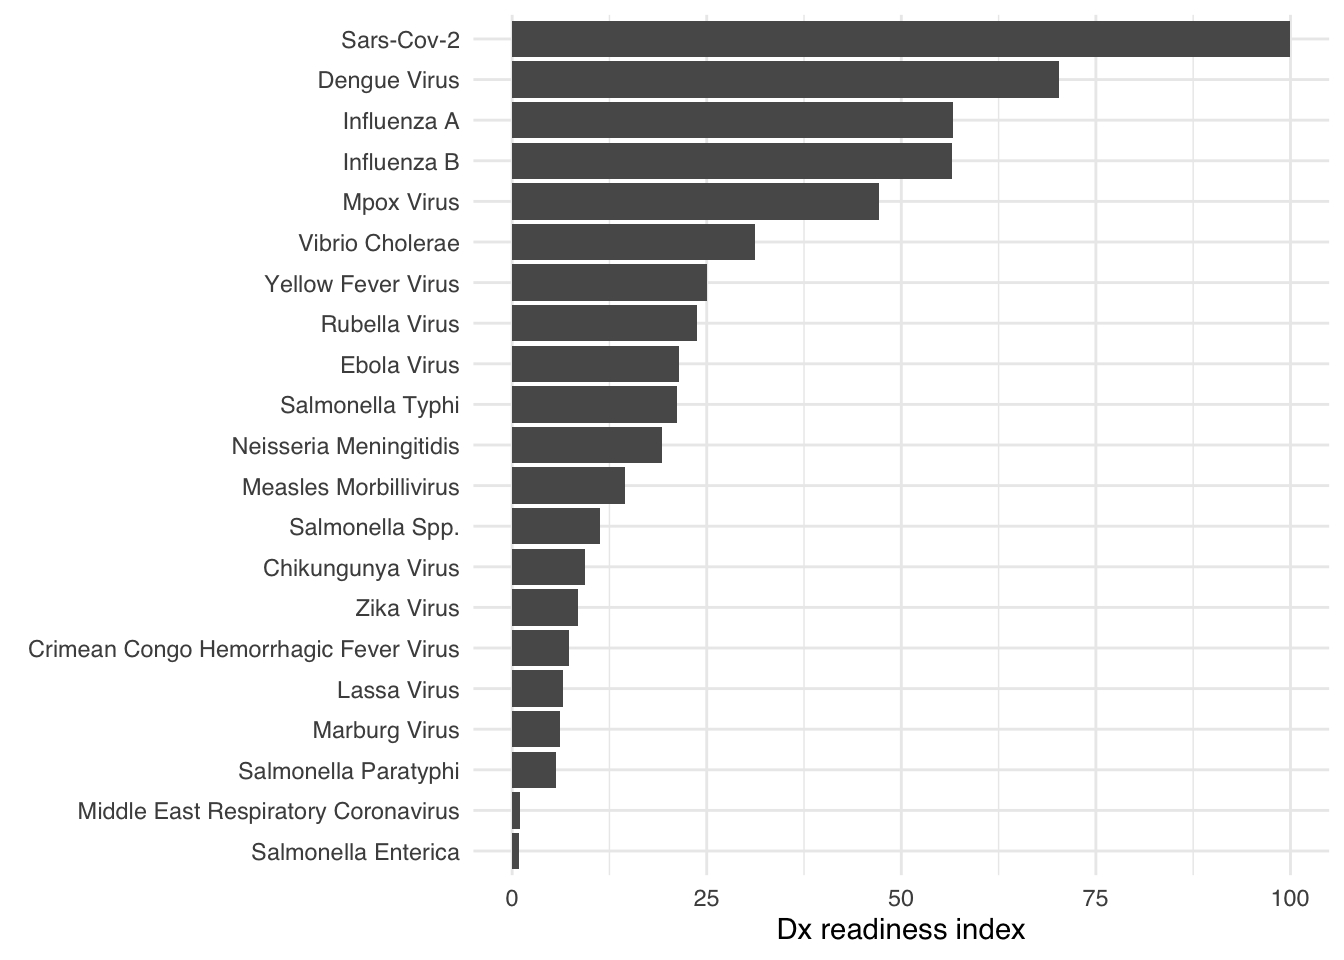 Sars-Cov-2
Dengue Virus
Influenza A
Influenza B
Mpox Virus
Vibrio Cholerae
Yellow Fever Virus
Rubella Virus
Ebola Virus
Salmonella Typhi
Neisseria Meningitidis
Measles Morbillivirus
Salmonella Spp.
Chikungunya Virus
Zika Virus
Crimean Congo Hemorrhagic Fever Virus
Lassa Virus
Marburg Virus
Salmonella Paratyphi
Middle East Respiratory Coronavirus
Salmonella Enterica
0 25 50 75 100
Dx readiness index